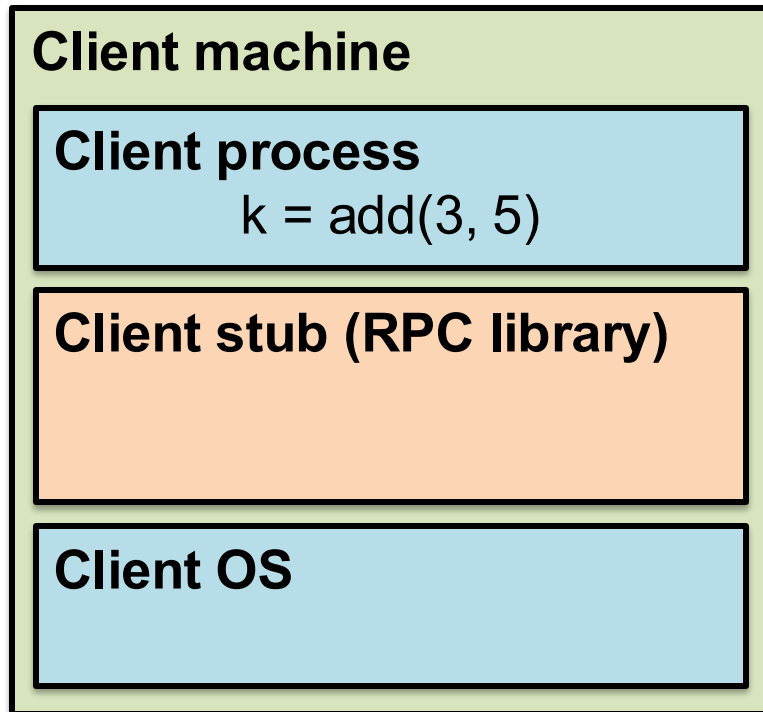 Client machine
Client process
k = add(3, 5)
Client stub (RPC library)
Client OS